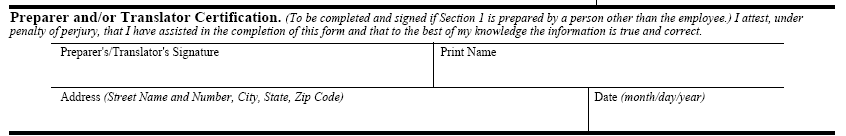 Preparer and/or Translator Certification. (To be completed and signed if Section 1 is prepared by a person other than the employee.) I attest, under
penalty of perjury, that I have assisted in the completion of this form and that to the best of my knowledge the information is true and correct.
Preparer's/Translator's Signature Print Name
Address (Street Name and Number, City, State, Zip Code) Date (month/day/year)